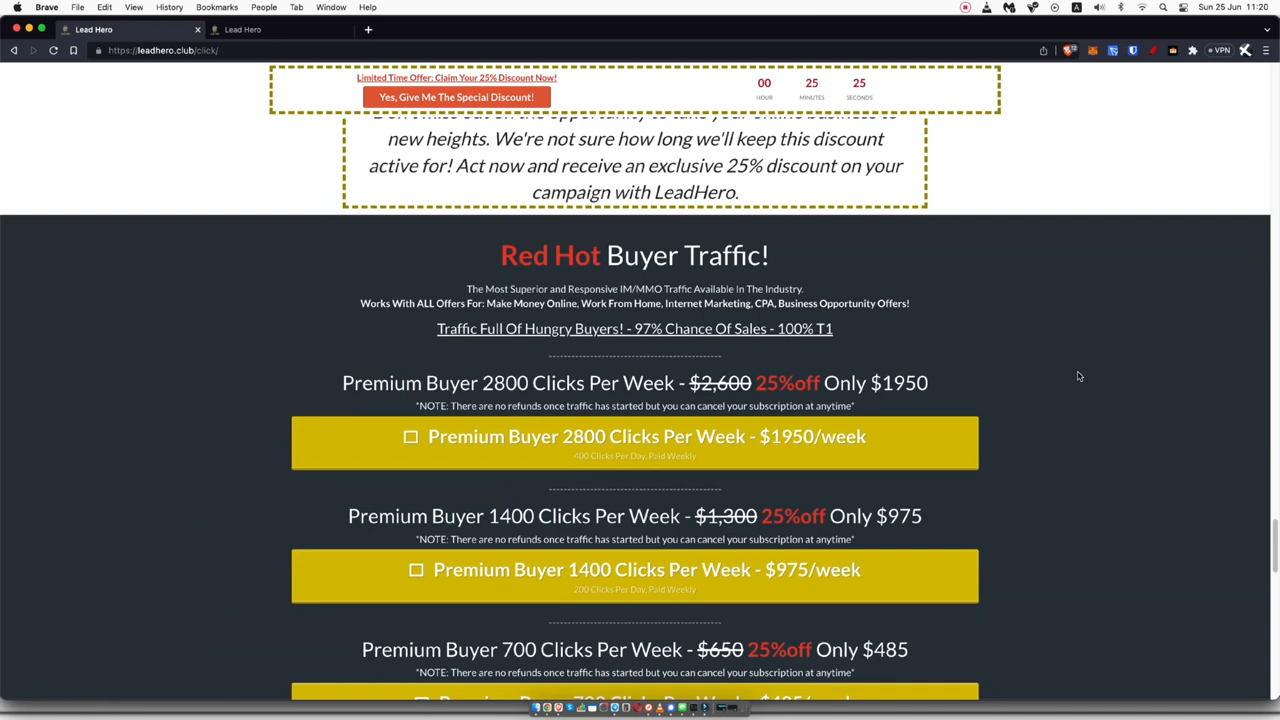 Brave File Edit View History Bookmarks People Tab Window Help
A Sun 25 Jun 11:20
Lead Hero
Lead Hero
https://leadhero.club/click/
VPN
Limited Time Offer: Claim Your 25% Discount Now!
Yes, Give Me The Special Discount!
00 25 25
HOUR MINUTES SECONDS
new heights. We're not sure how long we'll keep this discount
active for! Act now and receive an exclusive 25% discount on your
campaign with LeadHero.
Red Hot Buyer Traffic!
The Most Superior and Responsive IM/MMO Traffic Available In The Industry.
Works With ALL Offers For: Make Money Online, Work From Home, Internet Marketing, CPA, Business Opportunity Offers!
Traffic Full Of Hungry Buyers! - 97% Chance Of Sales - 100% T1
----------------------------------------------
Premium Buyer 2800 Clicks Per Week - $2,600 25%off Only $1950
*NOTE: There are no refunds once traffic has started but you can cancel your subscription at anytime*
Premium Buyer 2800 Clicks Per Week - $1950/week
400 Clicks Per Day, Paid Weekly
----------------------------------------------
Premium Buyer 1400 Clicks Per Week - $1,300 25%off Only $975
*NOTE: There are no refunds once traffic has started but you can cancel your subscription at anytime*
Premium Buyer 1400 Clicks Per Week - $975/week
200 Clicks Per Day, Paid Weekly
----------------------------------------------
Premium Buyer 700 Clicks Per Week - $650 25%off Only $485
*NOTE: There are no refunds once traffic has started but you can cancel your subscription at anytime*